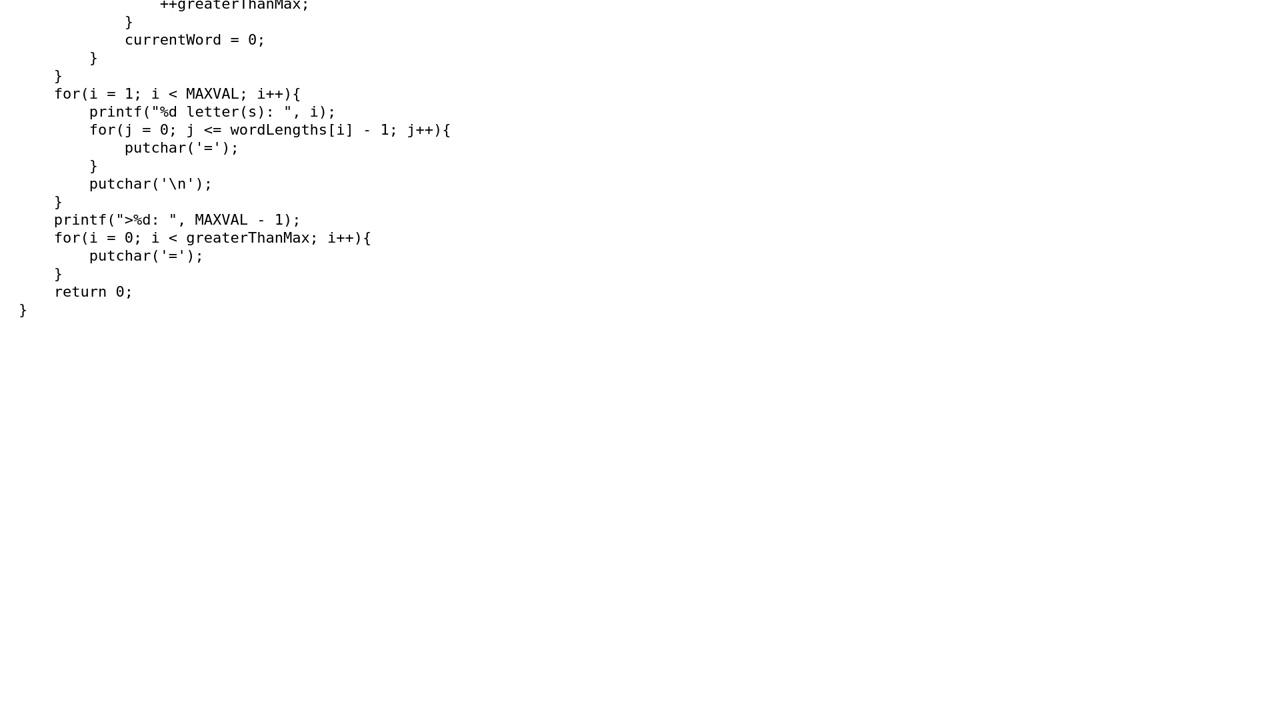 ++greaterThanMax;
}
currentWord = 0;
}
}
for(i = 1; i < MAXVAL; i++){
printf("%d letter(s): ", i);
for(j = 0; j <= wordLengths[i] - 1; j++){
putchar('=');
}
putchar('\n');
}
printf(">%d: ", MAXVAL - 1);
for(i = 0; i < greaterThanMax; i++){
putchar('=');
}
return 0;
}